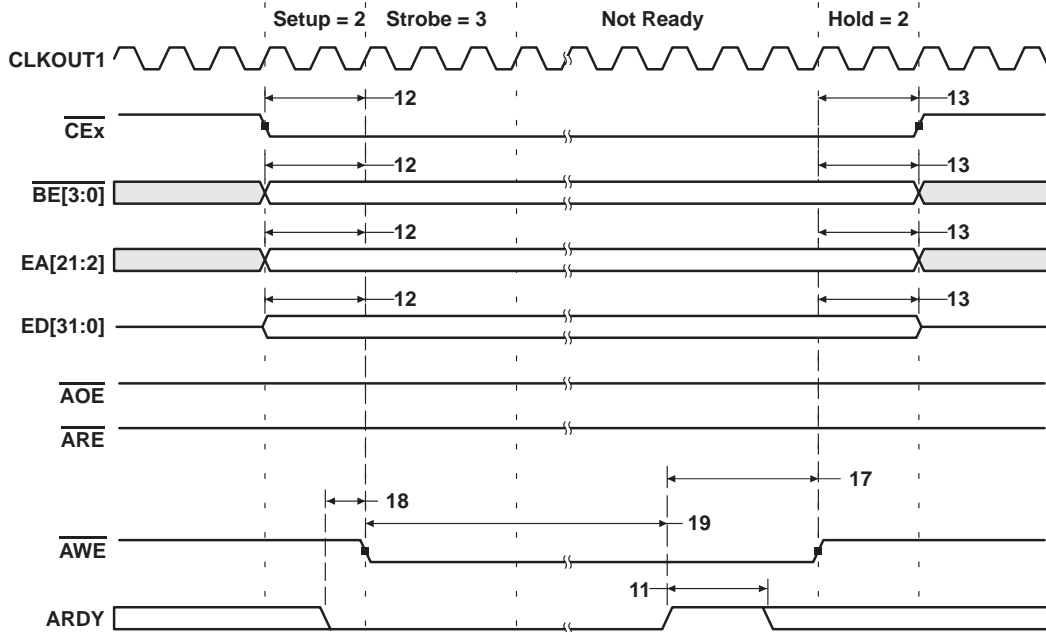 Setup = 2 Strobe = 3 Not Ready Hold = 2
CLKOUT1
12 13
CEx
12 13
BE[3:0]
12 13
EA[21:2]
12 13
ED[31:0]
AOE
ARE
17
18
19
AWE
11
ARDY